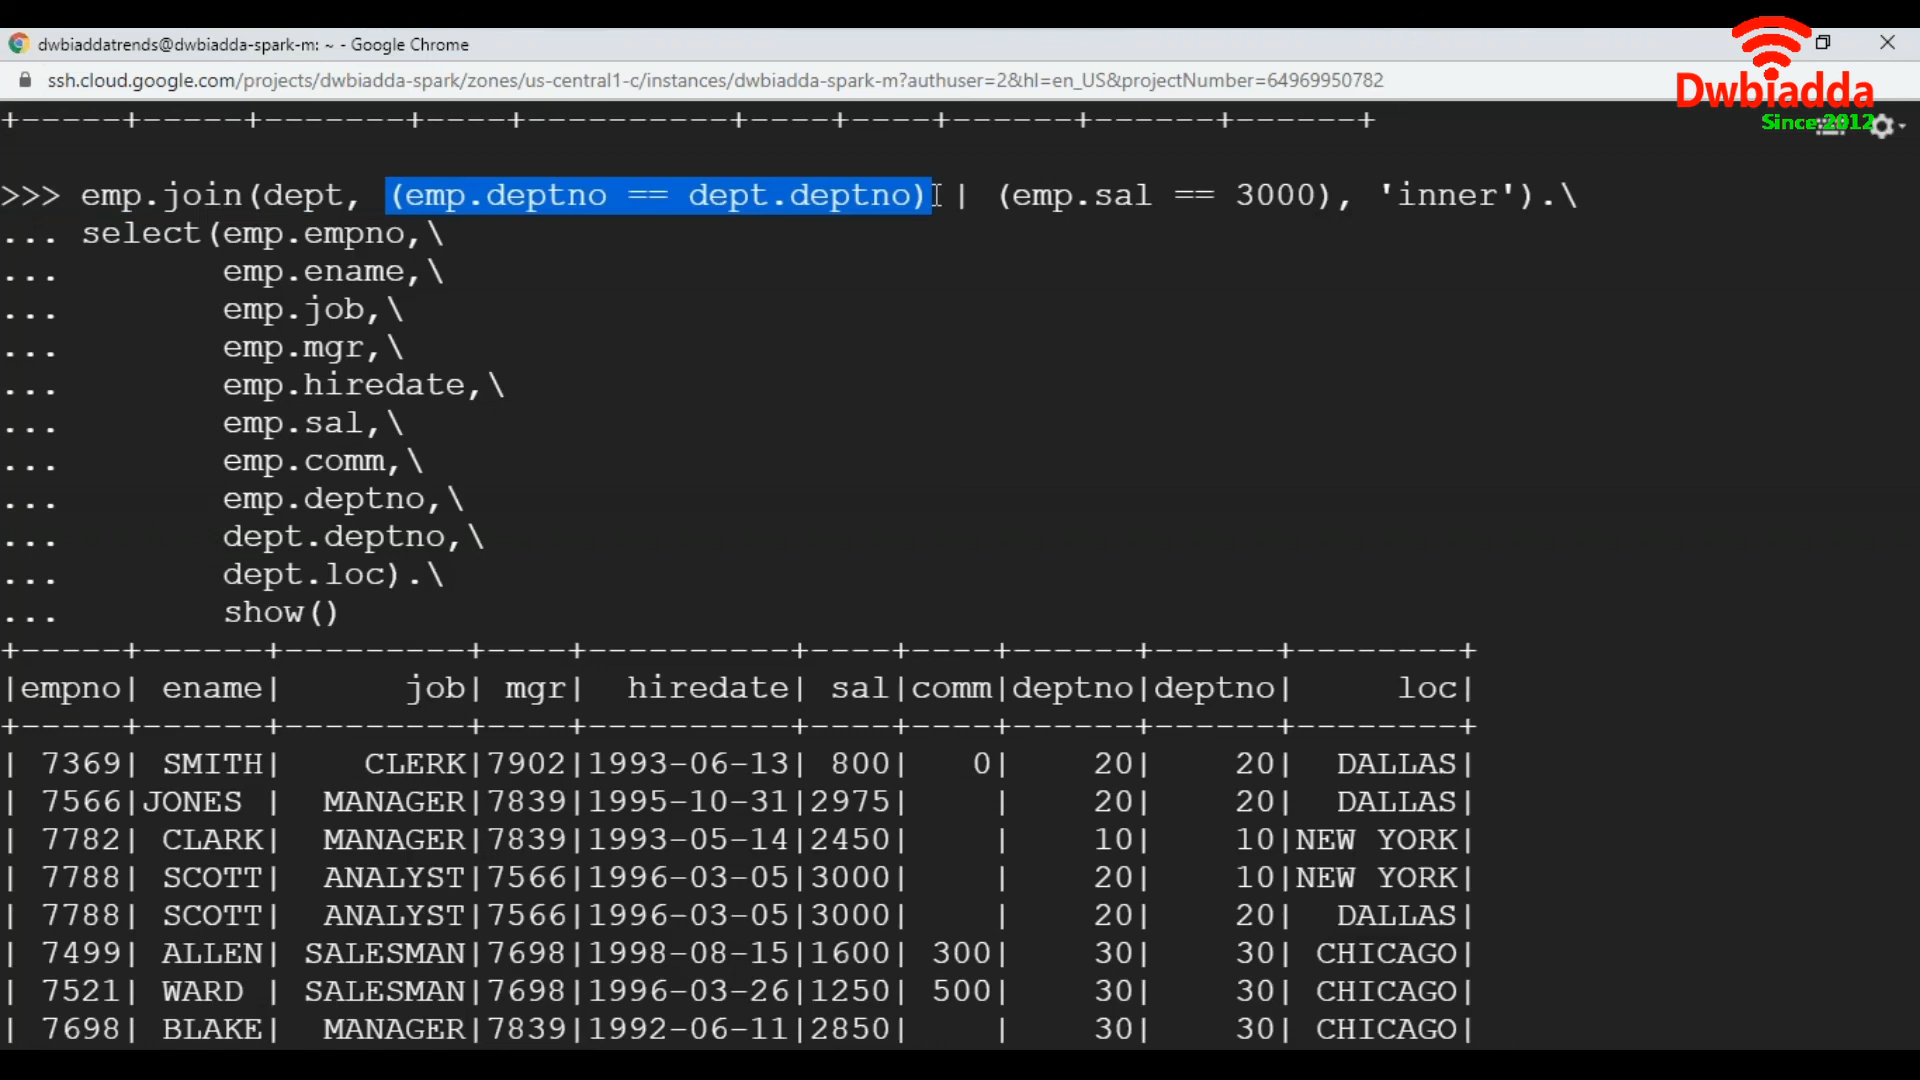 dwbiaddatrends@dwbiadda-spark-m: ~ - Google Chrome
ssh.cloud.google.com/projects/dwbiadda-spark/zones/us-central1-c/instances/dwbiadda-spark-m?authuser=2&hl=en_US&projectNumber=64969950782
Dwbiadda
Since 2012
+-----+-----+-------+----+----------+----+----+------+------+------+
>>> emp.join(dept, (emp.deptno == dept.deptno) | (emp.sal == 3000), 'inner').\
... select(emp.empno,\
...        emp.ename,\
...        emp.job,\
...        emp.mgr,\
...        emp.hiredate,\
...        emp.sal,\
...        emp.comm,\
...        emp.deptno,\
...        dept.deptno,\
...        dept.loc).\
...        show()
+-----+------+---------+----+----------+----+----+------+------+--------+
|empno| ename|      job| mgr|  hiredate| sal|comm|deptno|deptno|     loc|
+-----+------+---------+----+----------+----+----+------+------+--------+
| 7369| SMITH|    CLERK|7902|1993-06-13| 800|   0|    20|    20|  DALLAS|
| 7566|JONES |  MANAGER|7839|1995-10-31|2975|    |    20|    20|  DALLAS|
| 7782| CLARK|  MANAGER|7839|1993-05-14|2450|    |    10|    10|NEW YORK|
| 7788| SCOTT|  ANALYST|7566|1996-03-05|3000|    |    20|    10|NEW YORK|
| 7788| SCOTT|  ANALYST|7566|1996-03-05|3000|    |    20|    20|  DALLAS|
| 7499| ALLEN| SALESMAN|7698|1998-08-15|1600| 300|    30|    30| CHICAGO|
| 7521| WARD | SALESMAN|7698|1996-03-26|1250| 500|    30|    30| CHICAGO|
| 7698| BLAKE|  MANAGER|7839|1992-06-11|2850|    |    30|    30| CHICAGO|